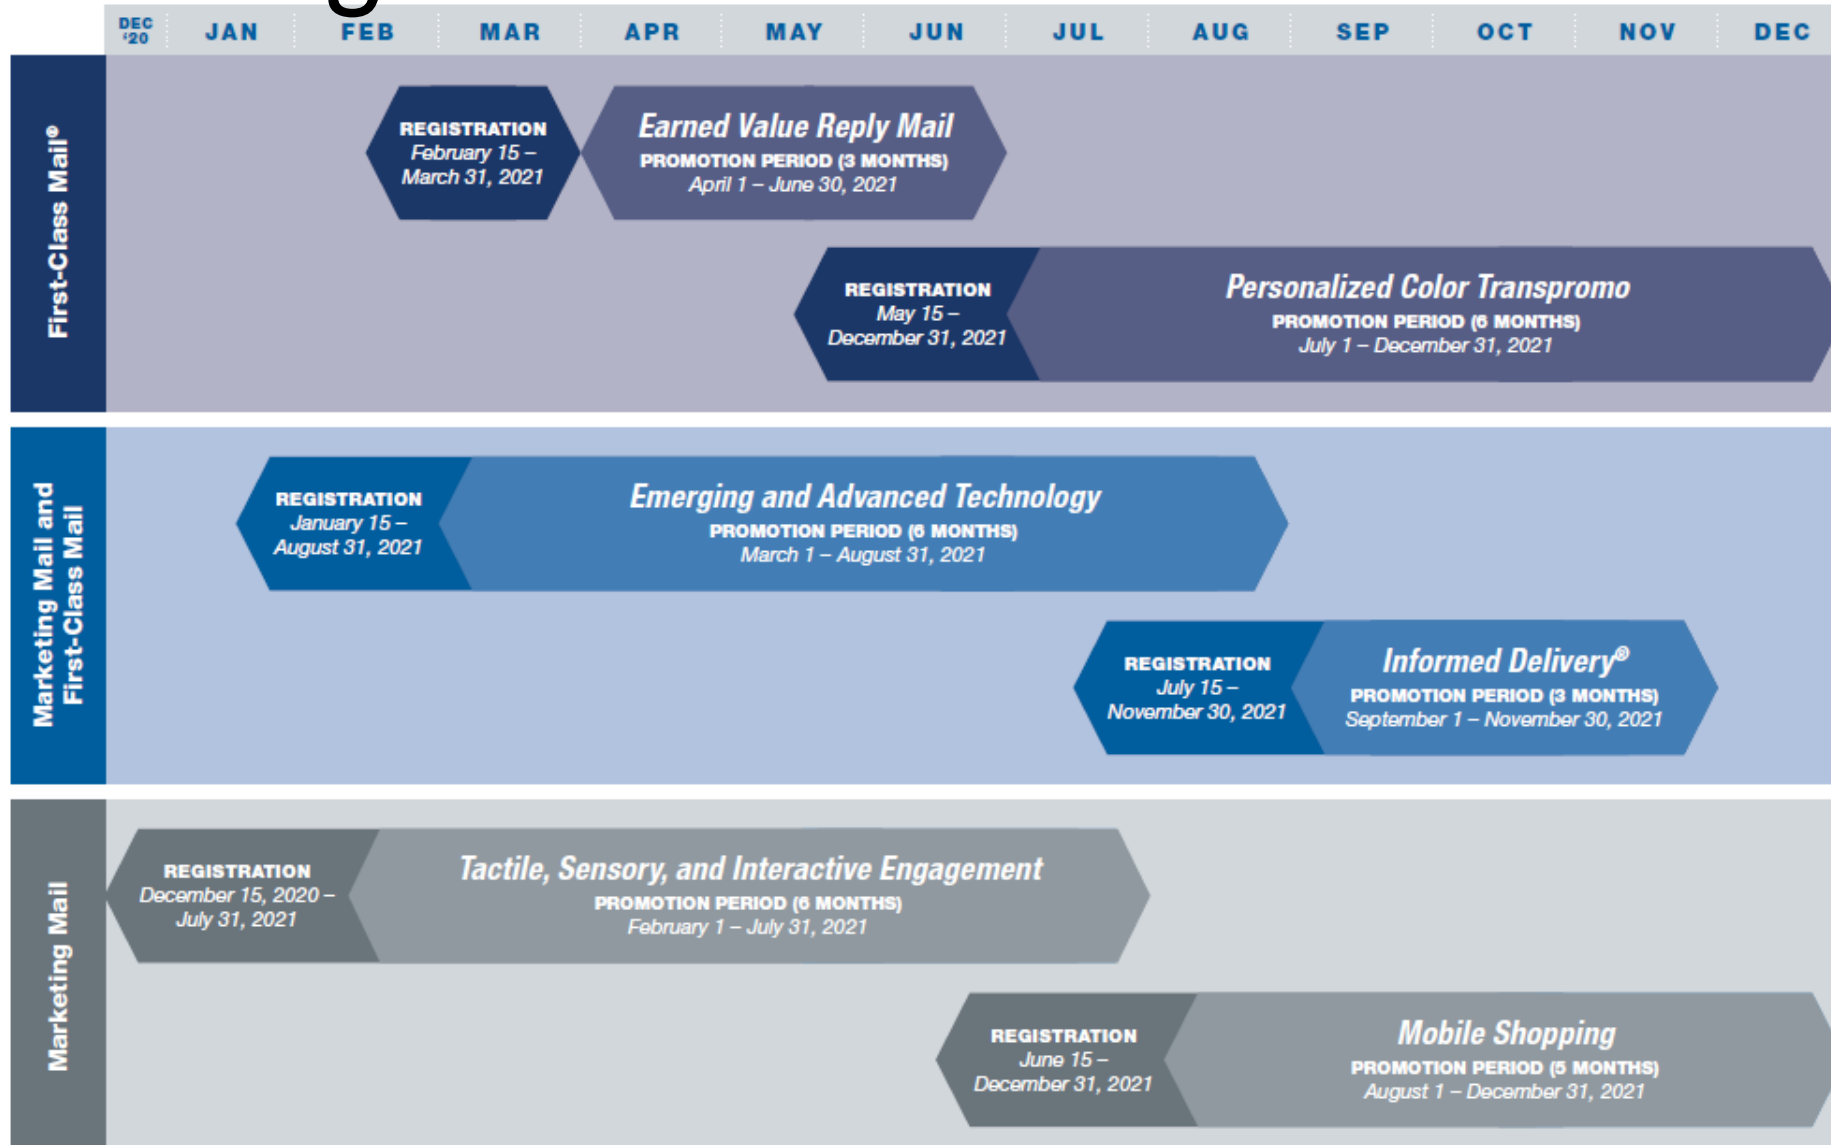 DEC
'20
JAN
FEB
MAR
APR
MAY
JUN
JUL
AUG
SEP
OCT
NOV
DEC
First-Class Mail®
REGISTRATION
February 15 –
March 31, 2021
Earned Value Reply Mail
PROMOTION PERIOD (3 MONTHS)
April 1 – June 30, 2021
REGISTRATION
May 15 –
December 31, 2021
Personalized Color Transpromo
PROMOTION PERIOD (6 MONTHS)
July 1 – December 31, 2021
Marketing Mail and
First-Class Mail
REGISTRATION
January 15 –
August 31, 2021
Emerging and Advanced Technology
PROMOTION PERIOD (6 MONTHS)
March 1 – August 31, 2021
REGISTRATION
July 15 –
November 30, 2021
Informed Delivery®
PROMOTION PERIOD (3 MONTHS)
September 1 – November 30, 2021
Marketing Mail
REGISTRATION
December 15, 2020 –
July 31, 2021
Tactile, Sensory, and Interactive Engagement
PROMOTION PERIOD (6 MONTHS)
February 1 – July 31, 2021
REGISTRATION
June 15 –
December 31, 2021
Mobile Shopping
PROMOTION PERIOD (5 MONTHS)
August 1 – December 31, 2021